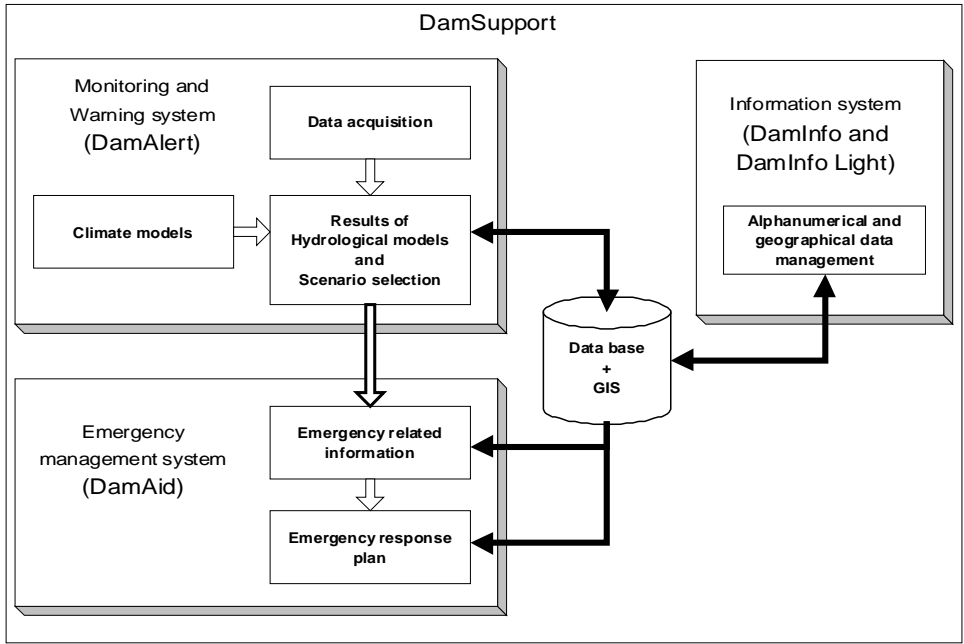 DamSupport
Monitoring and
Warning system
(DamAlert)
Data acquisition
Climate models
Results of
Hydrological models
and
Scenario selection
Information system
(DamInfo and
DamInfo Light)
Alphanumerical and
geographical data
management
Data base
+
GIS
Emergency
management system
(DamAid)
Emergency related
information
Emergency response
plan